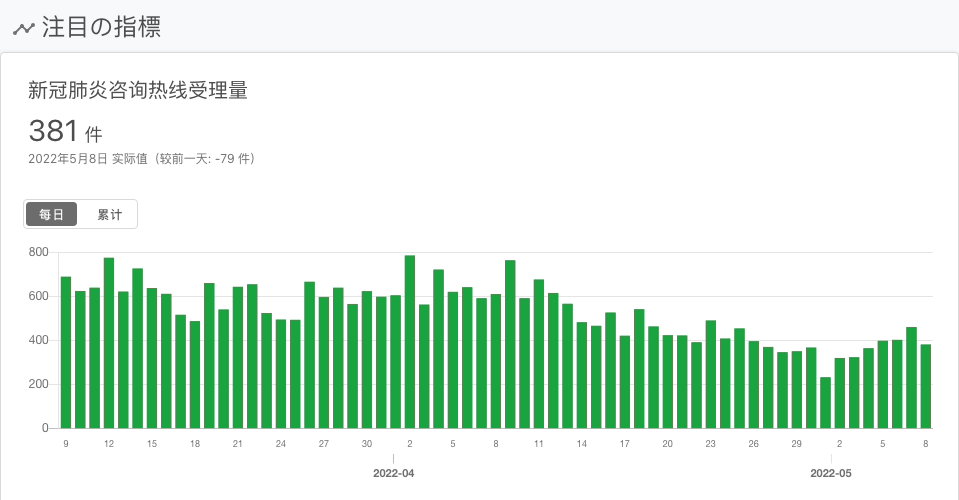 注目の指標
新冠肺炎咨询热线受理量
381 件
2022年5月8日 实际值（较前一天: -79 件）
每日 累计
800
600
400
200
0
9 12 15 18 21 24 27 30 2 5 8 11 14 17 20 23 26 29 2 5 8
2022-04 2022-05